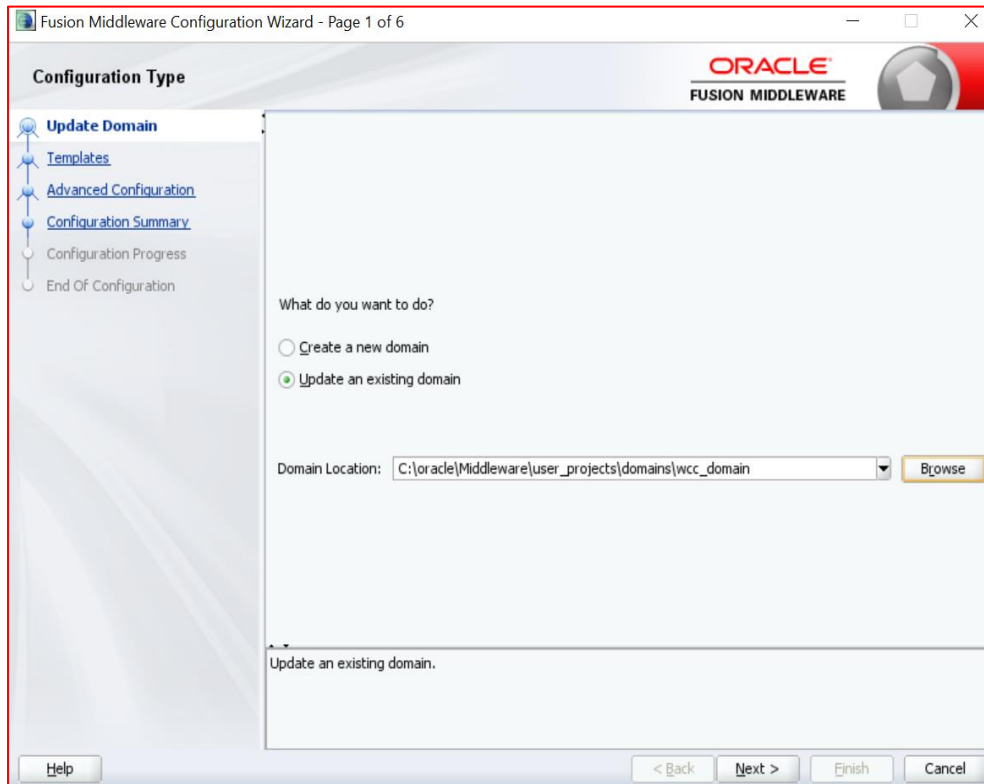 Fusion Middleware Configuration Wizard - Page 1 of 6
Configuration Type
ORACLE
FUSION MIDDLEWARE
Update Domain
Templates
Advanced Configuration
Configuration Summary
Configuration Progress
End Of Configuration
What do you want to do?
Create a new domain
Update an existing domain
Domain Location: C:\oracle\Middleware\user_projects\domains\wcc_domain Browse
Update an existing domain.
Help < Back Next > Finish Cancel